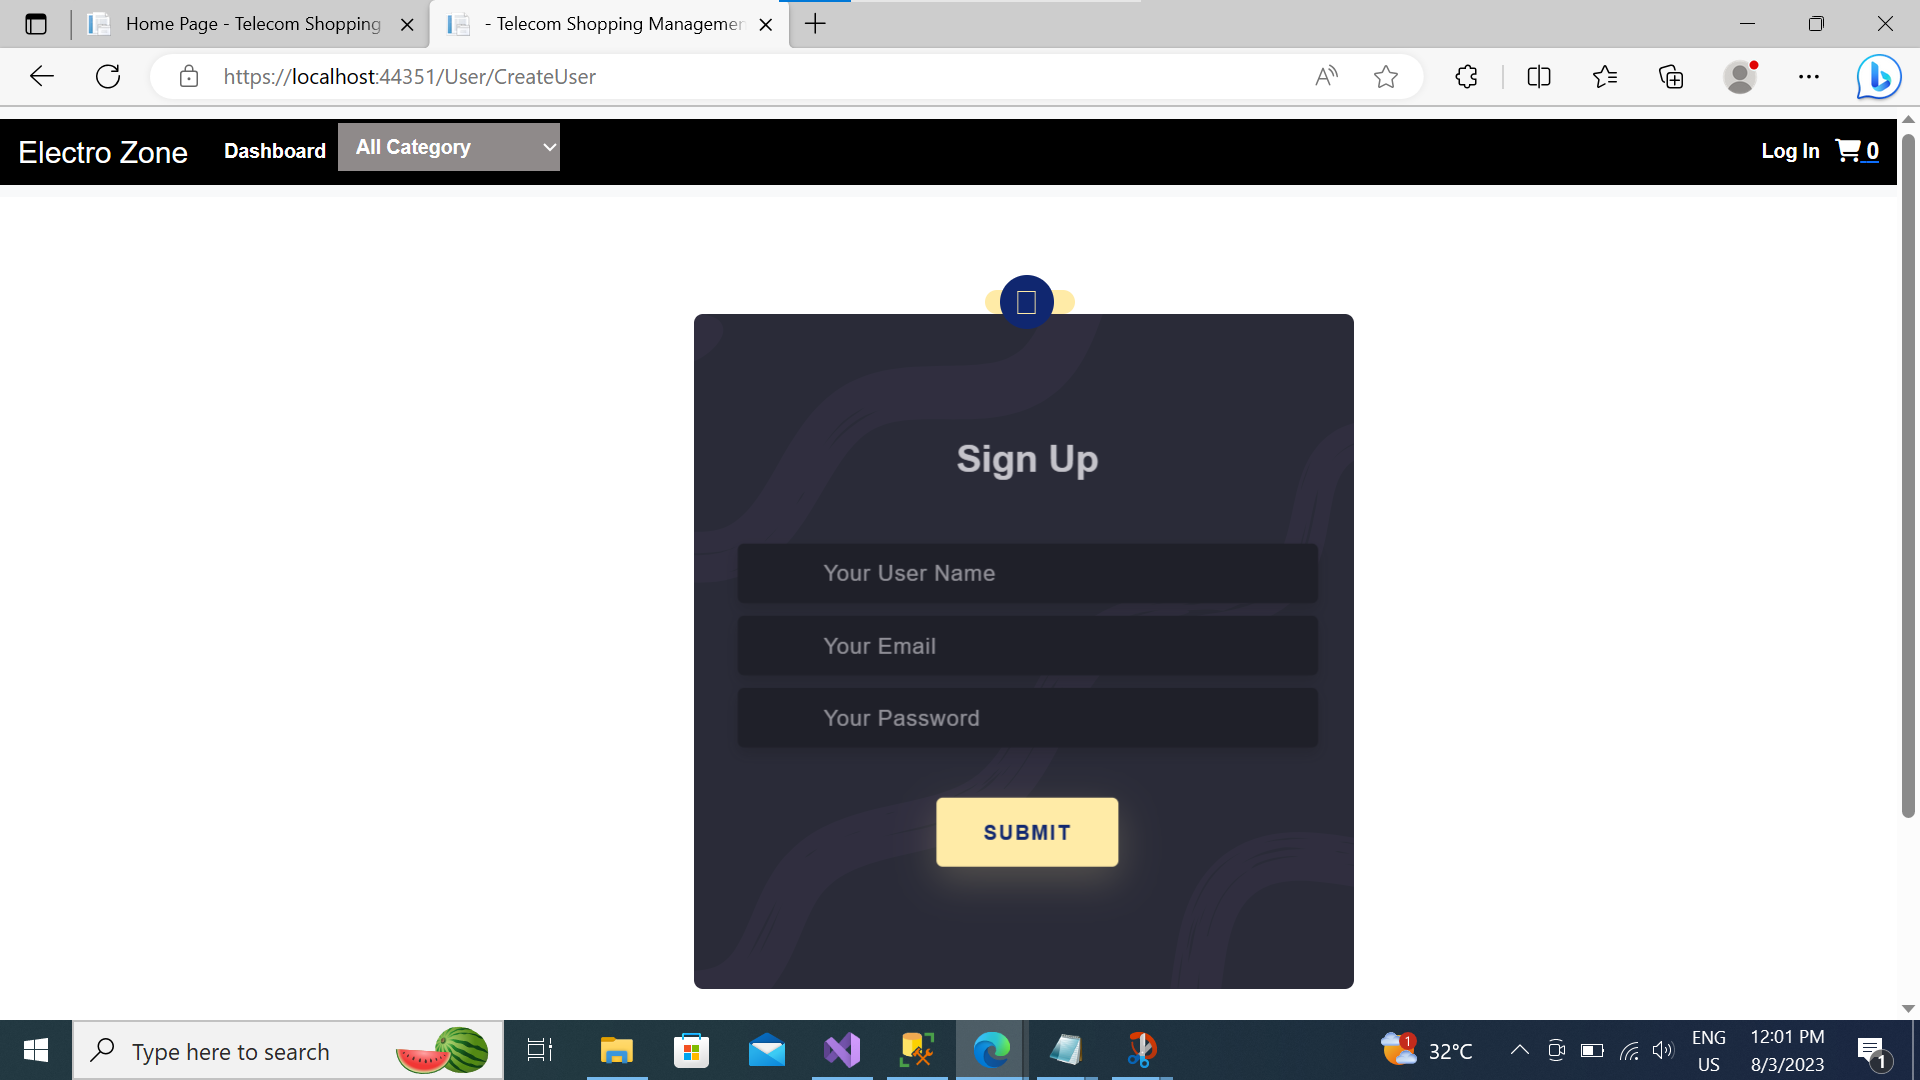 Home Page - Telecom Shopping
- Telecom Shopping Managemen
https://localhost:44351/User/CreateUser
Electro Zone
Dashboard
All Category
Log In
0
Sign Up
Your User Name
Your Email
Your Password
SUBMIT
Type here to search
1
32°C
ENG
US
12:01 PM
8/3/2023
1